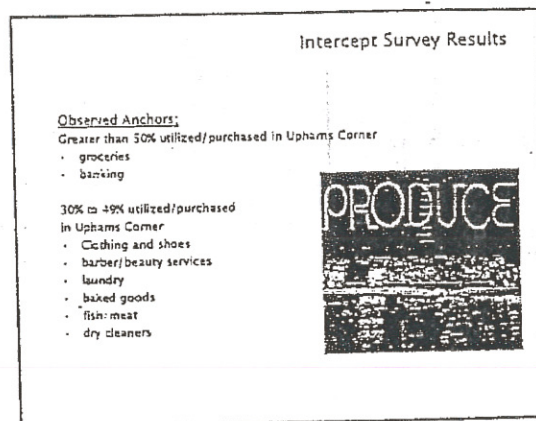 Intercept Survey Results
Observed Anchors:
Greater than 50% utilized/purchased in Uphams Corner
· groceries
· banking
30% to 49% utilized/purchased
in Uphams Corner
· Clothing and shoes
· barber/beauty services
· laundry
· baked goods
· fish/meat
· dry cleaners
PRODUCE